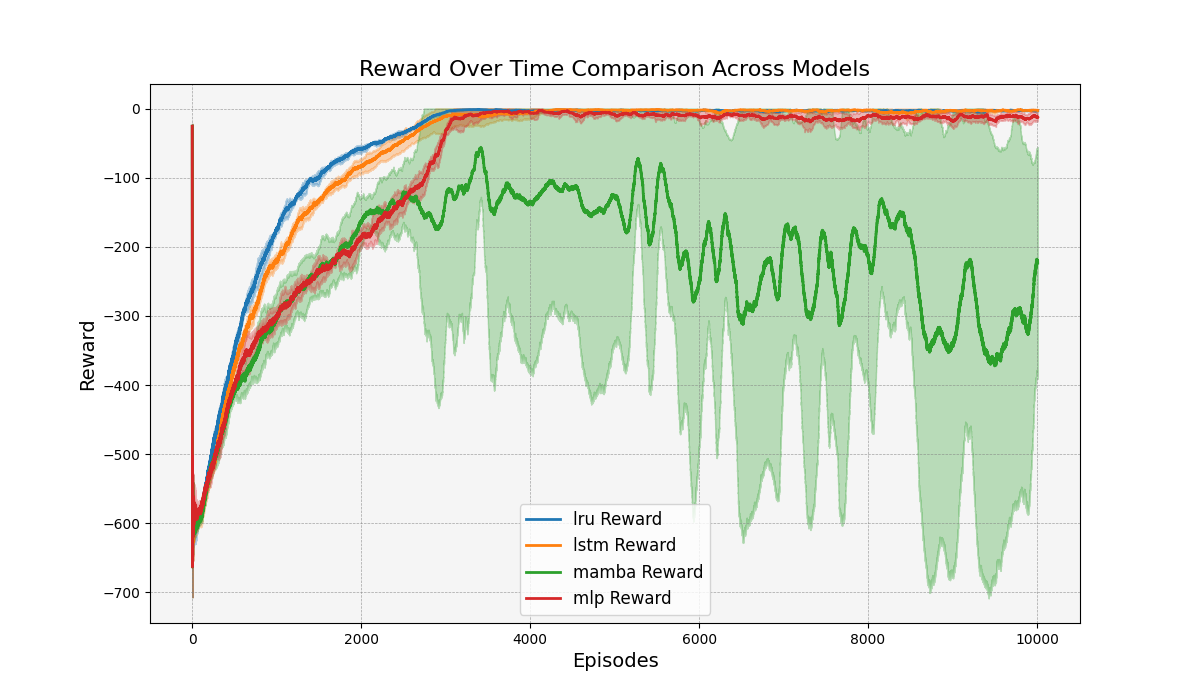 Reward Over Time Comparison Across Models
0
−100
−200
−300
−400
−500
−600
−700
Reward
lru Reward
lstm Reward
mamba Reward
mlp Reward
0
2000
4000
6000
8000
10000
Episodes